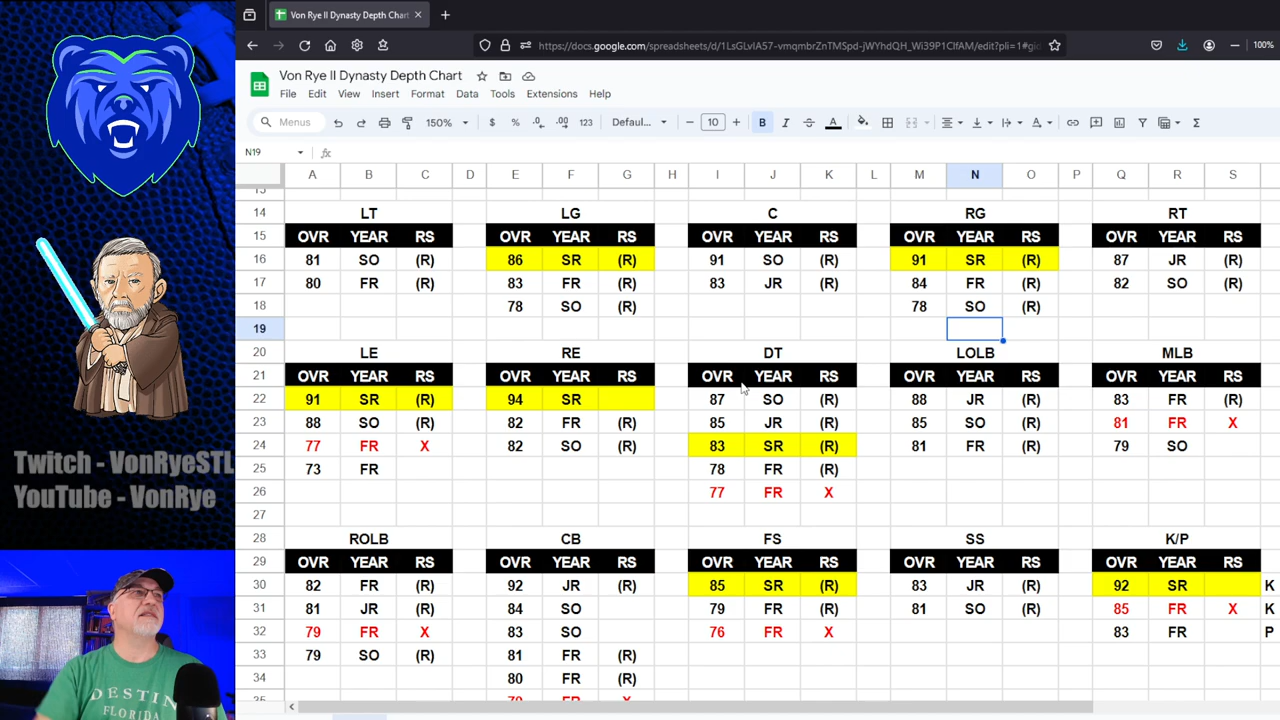 Von Rye II Dynasty Depth Chart
https://docs.google.com/spreadsheets/d/1LsGLvIA57-vmqmbrZnTMSpd-jWYhdQH_Wi39P1ClfAM/edit?pli=1#gi
100%
Von Rye II Dynasty Depth Chart
File Edit View Insert Format Data Tools Extensions Help
Menus 150% $ % .0 .00 123 Defaul... 10 B I A
N19 fx
A B C D E F G H I J K L M N O P Q R S
14 LT LG C RG RT
15 OVR YEAR RS OVR YEAR RS OVR YEAR RS OVR YEAR RS OVR YEAR RS
16 81 SO (R) 86 SR (R) 91 SO (R) 91 SR (R) 87 JR (R)
17 80 FR (R) 83 FR (R) 83 JR (R) 84 FR (R) 82 SO (R)
18 78 SO (R) 78 SO (R)
19
20 LE RE DT LOLB MLB
21 OVR YEAR RS OVR YEAR RS OVR YEAR RS OVR YEAR RS OVR YEAR RS
22 91 SR (R) 94 SR 87 SO (R) 88 JR (R) 83 FR (R)
23 88 SO (R) 82 FR (R) 85 JR (R) 85 SO (R) 81 FR X
24 77 FR X 82 SO (R) 83 SR (R) 81 FR (R) 79 SO
25 73 FR 78 FR (R)
26 77 FR X
27
28 ROLB CB FS SS K/P
29 OVR YEAR RS OVR YEAR RS OVR YEAR RS OVR YEAR RS OVR YEAR RS
30 82 FR (R) 92 JR (R) 85 SR (R) 83 JR (R) 92 SR K
31 81 JR (R) 84 SO 79 FR (R) 81 SO (R) 85 FR X K
32 79 FR X 83 SO 76 FR X 83 FR P
33 79 SO (R) 81 FR (R)
34 80 FR (R)
Twitch - VonRyeSTL
YouTube - VonRye
DESTIN
FLORIDA